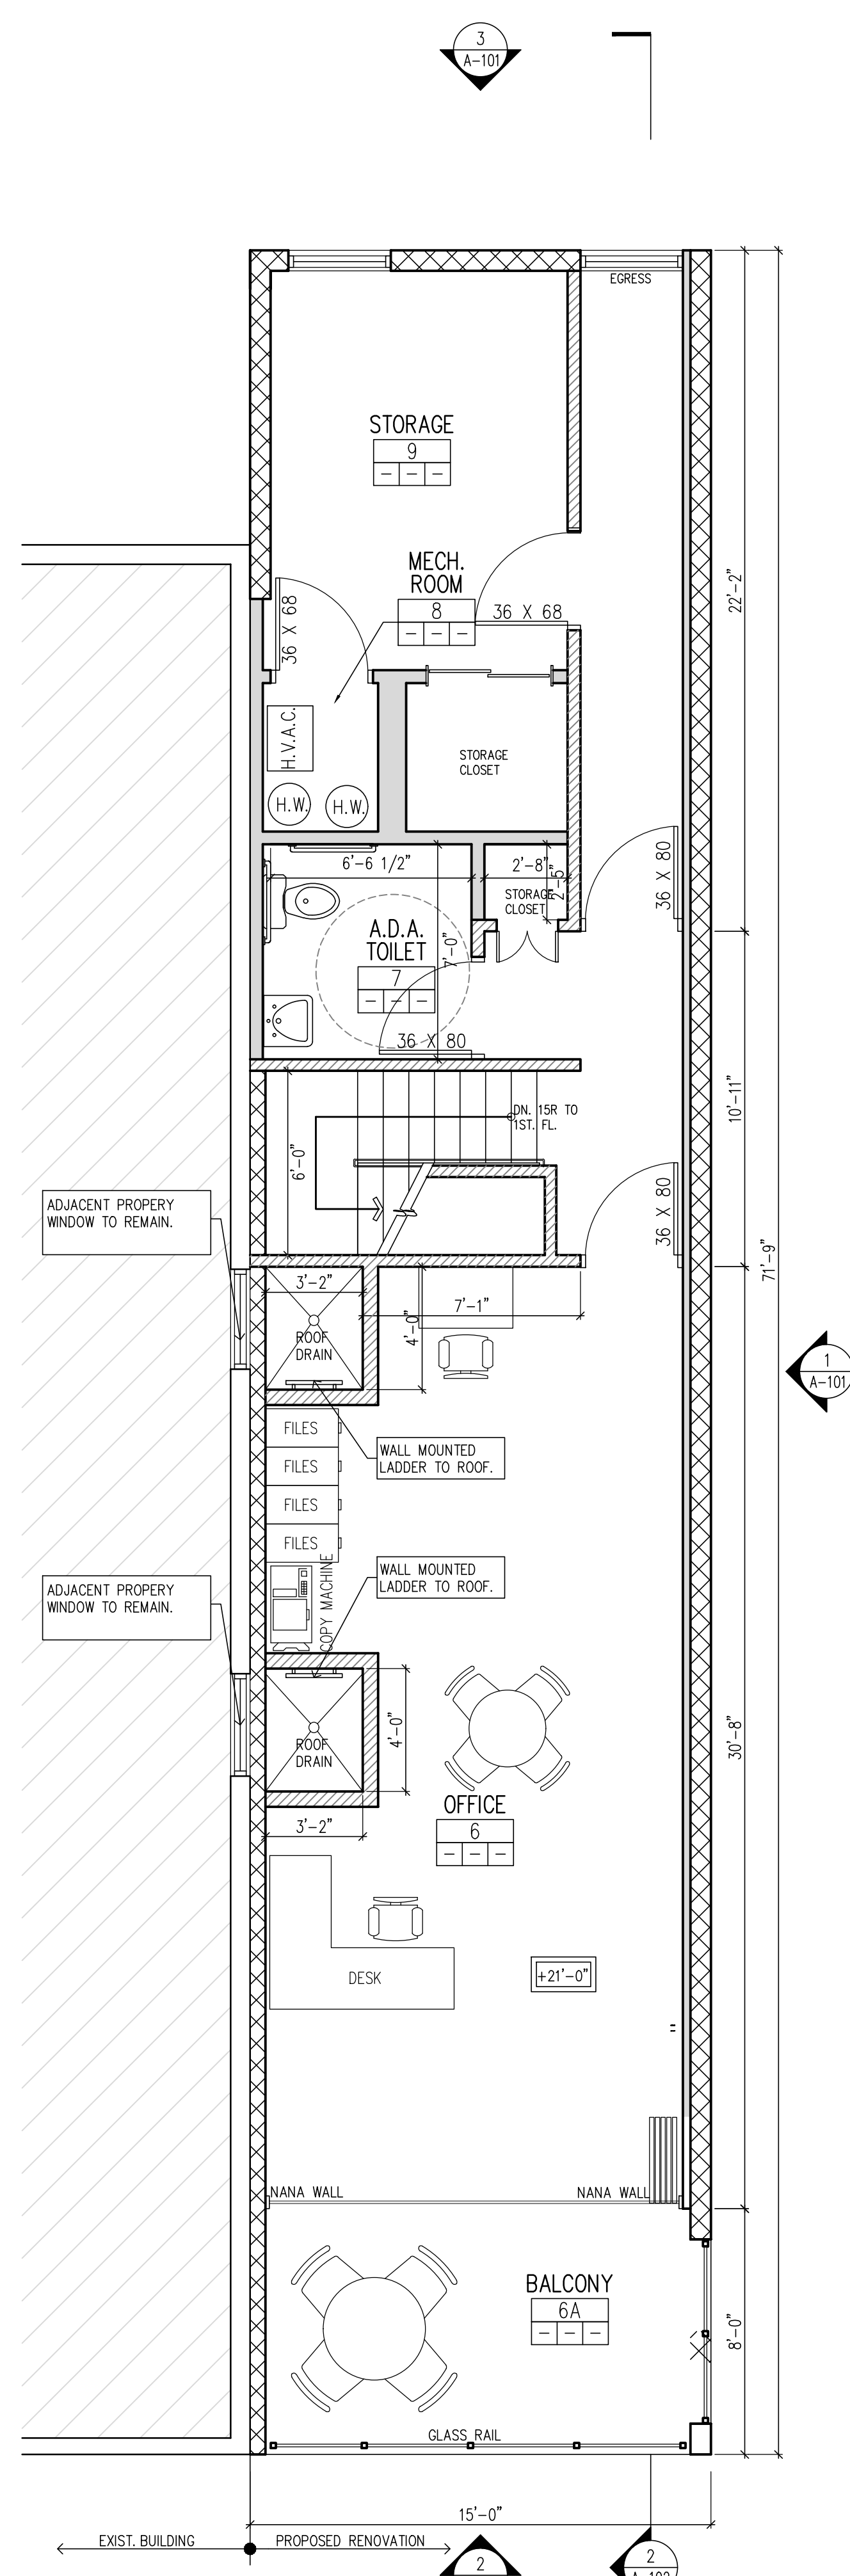 3
A-101
EGRESS
STORAGE
9
- - -
MECH.
ROOM
8
- - -
36 X 68
36 X 68
22'-2"
H.V.A.C.
STORAGE
CLOSET
H.W.
H.W.
6'-6 1/2"
2'-8"
2'-5"
STORAGE
CLOSET
36 X 80
A.D.A.
TOILET
7
- - -
7'-0"
36 X 80
10'-11"
DN. 15R TO
1ST. FL.
6'-0"
36 X 80
71'-9"
ADJACENT PROPERY
WINDOW TO REMAIN.
3'-2"
7'-1"
4'-0"
ROOF
DRAIN
1
A-101
FILES
FILES
FILES
FILES
WALL MOUNTED
LADDER TO ROOF.
COPY MACHINE
WALL MOUNTED
LADDER TO ROOF.
ADJACENT PROPERY
WINDOW TO REMAIN.
ROOF
DRAIN
4'-0"
3'-2"
30'-8"
OFFICE
6
- - -
DESK
+21'-0"
NANA WALL
NANA WALL
BALCONY
6A
- - -
8'-0"
GLASS RAIL
15'-0"
EXIST. BUILDING
PROPOSED RENOVATION
2
2